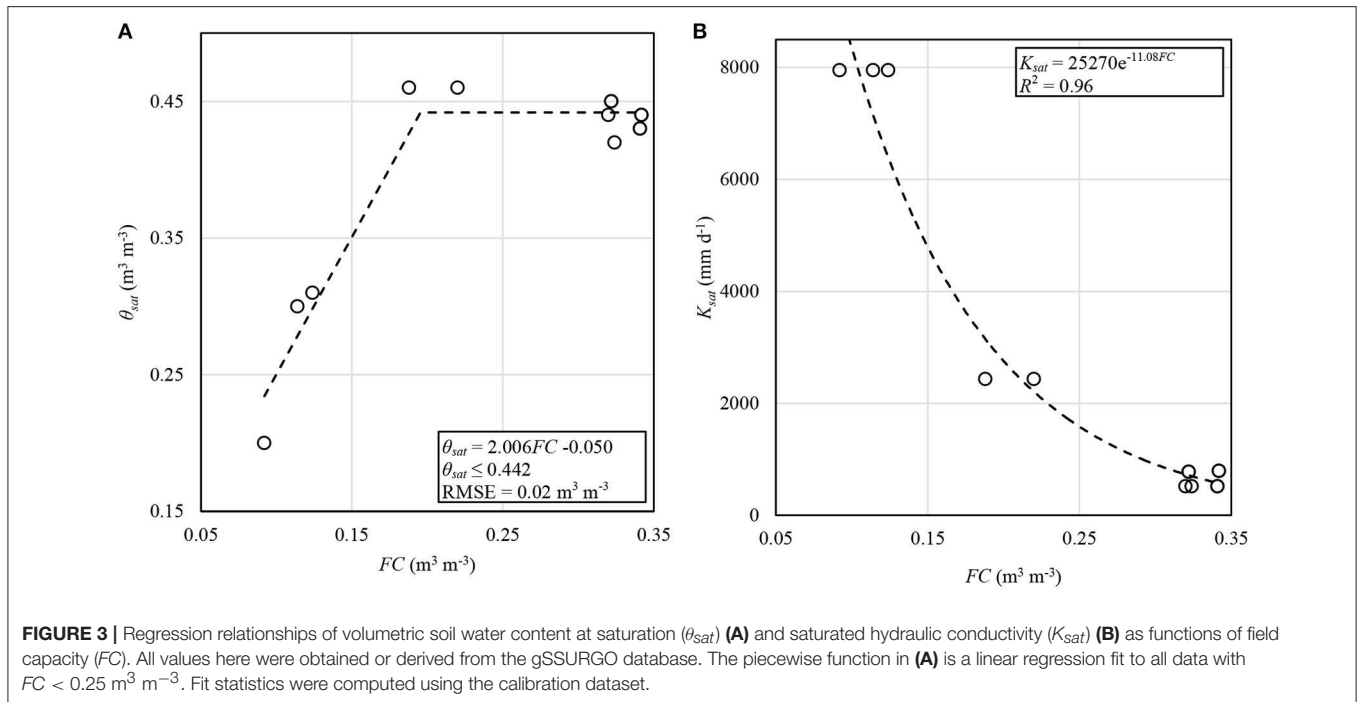 A
0.45
0.35
0.25
0.15
θsat (m³ m⁻³)
0.05
0.15
0.25
0.35
FC (m³ m⁻³)
θsat = 2.006FC -0.050
θsat ≤ 0.442
RMSE = 0.02 m³ m⁻³
B
8000
6000
4000
2000
0
Ksat (mm d⁻¹)
0.05
0.15
0.25
0.35
FC (m³ m⁻³)
Ksat = 25270e^-11.08FC
R² = 0.96
FIGURE 3 | Regression relationships of volumetric soil water content at saturation (θsat) (A) and saturated hydraulic conductivity (Ksat) (B) as functions of field
capacity (FC). All values here were obtained or derived from the gSSURGO database. The piecewise function in (A) is a linear regression fit to all data with
FC < 0.25 m³ m⁻³. Fit statistics were computed using the calibration dataset.